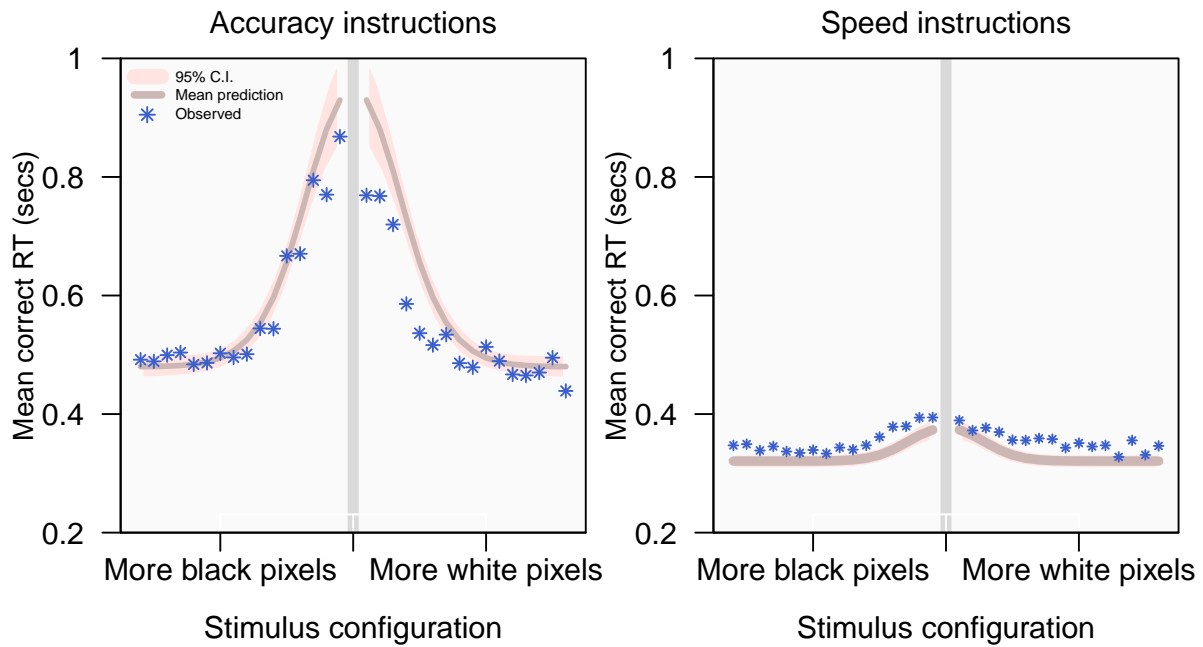 Accuracy instructions
Mean correct RT (secs)
1
0.8
0.6
0.4
0.2
95% C.I.
Mean prediction
Observed
More black pixels
More white pixels
Stimulus configuration
Speed instructions
Mean correct RT (secs)
1
0.8
0.6
0.4
0.2
More black pixels
More white pixels
Stimulus configuration